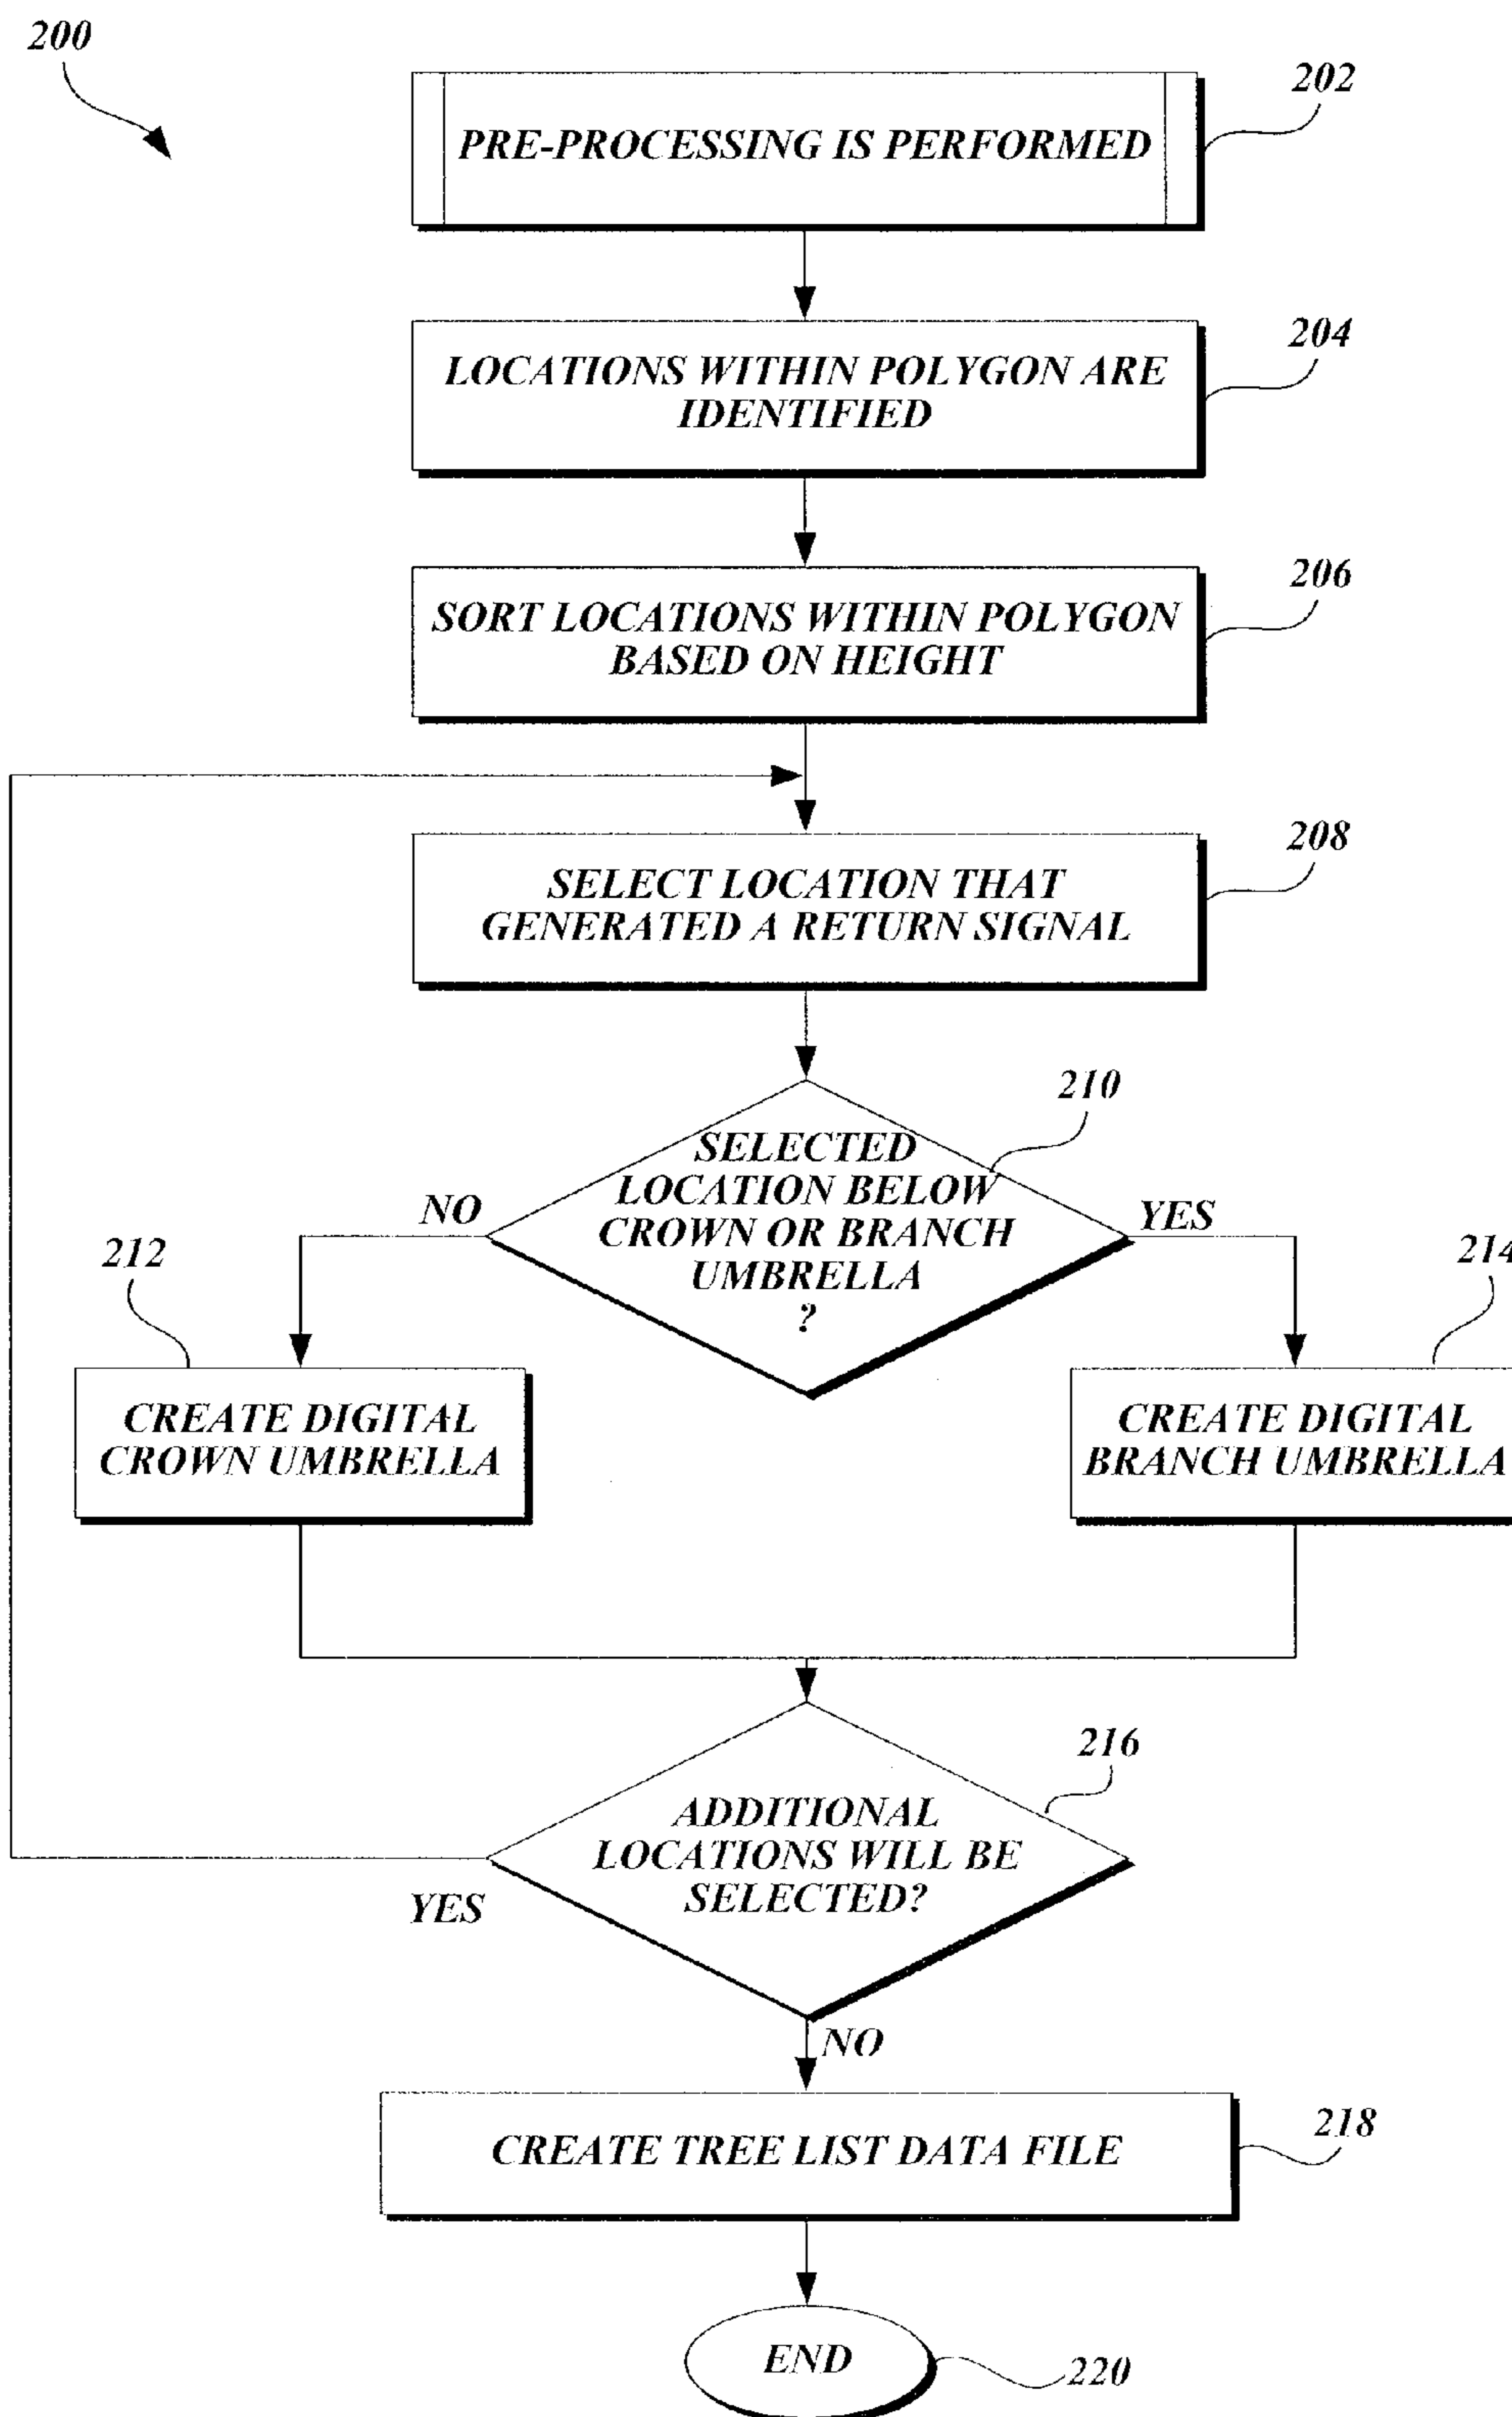 200
202
PRE-PROCESSING IS PERFORMED
204
LOCATIONS WITHIN POLYGON ARE
IDENTIFIED
206
SORT LOCATIONS WITHIN POLYGON
BASED ON HEIGHT
208
SELECT LOCATION THAT
GENERATED A RETURN SIGNAL
210
SELECTED
LOCATION BELOW
CROWN OR BRANCH
UMBRELLA
?
NO
YES
212
214
CREATE DIGITAL
CROWN UMBRELLA
CREATE DIGITAL
BRANCH UMBRELLA
216
ADDITIONAL
LOCATIONS WILL BE
SELECTED?
YES
NO
218
CREATE TREE LIST DATA FILE
END
220